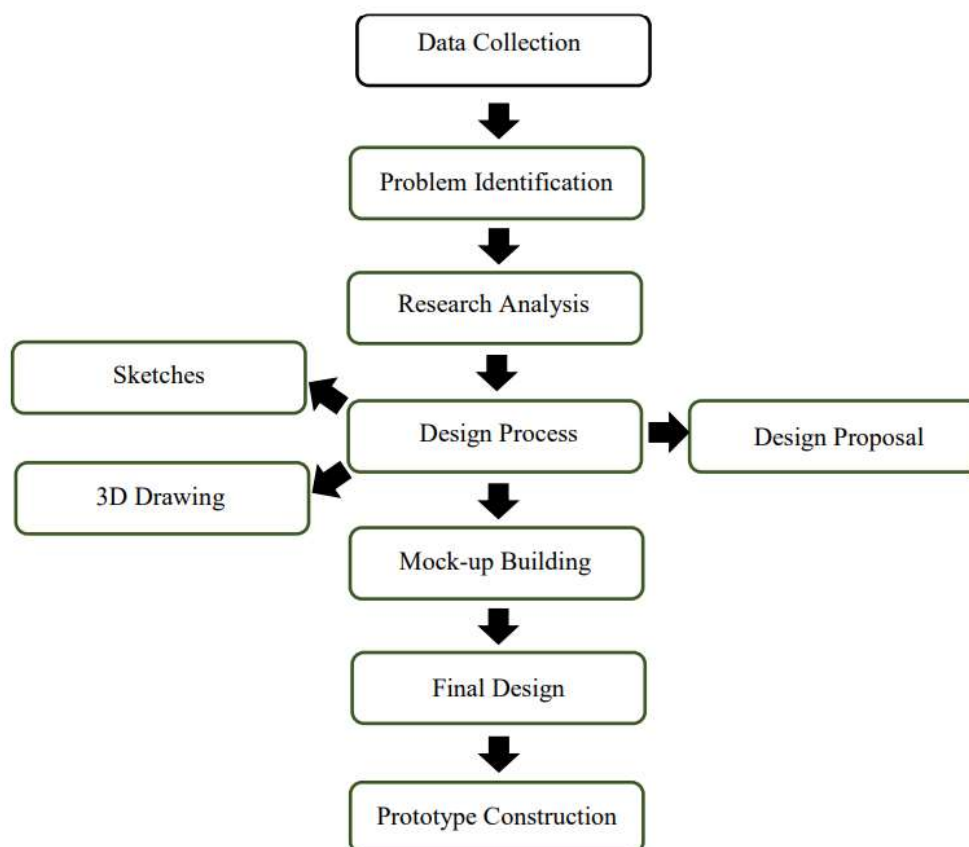 Data Collection
Problem Identification
Research Analysis
Sketches
Design Process
Design Proposal
3D Drawing
Mock-up Building
Final Design
Prototype Construction